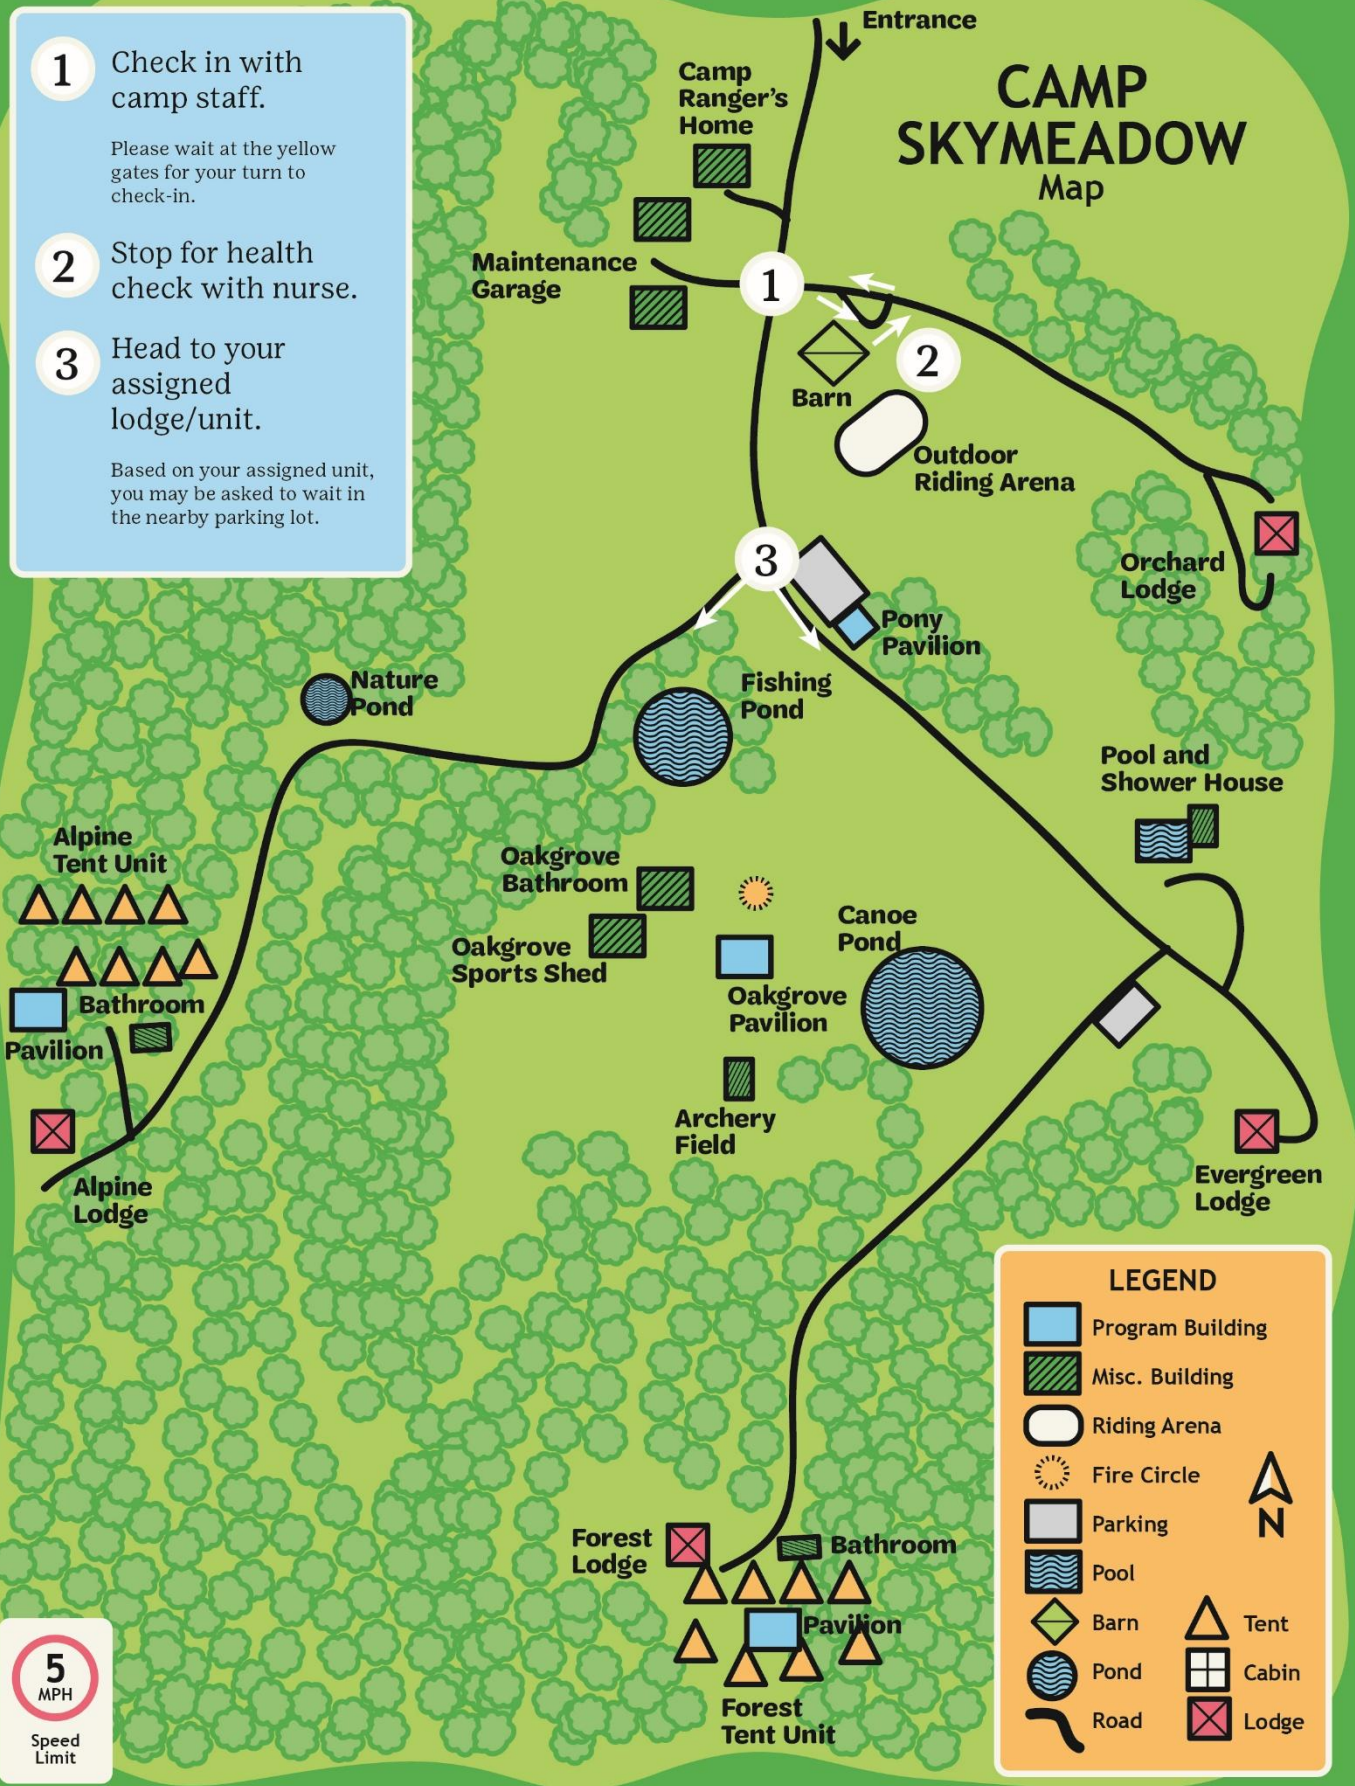 1
Check in with
camp staff.
Please wait at the yellow
gates for your turn to
check-in.
2
Stop for health
check with nurse.
3
Head to your
assigned
lodge/unit.
Based on your assigned unit,
you may be asked to wait in
the nearby parking lot.
Entrance
CAMP
SKYMEADOW
Map
Camp
Ranger's
Home
Maintenance
Garage
1
2
Barn
Outdoor
Riding Arena
3
Orchard
Lodge
Pony
Pavilion
Nature
Pond
Fishing
Pond
Pool and
Shower House
Alpine
Tent Unit
Oakgrove
Bathroom
Oakgrove
Sports Shed
Canoe
Pond
Oakgrove
Pavilion
Bathroom
Pavilion
Archery
Field
Alpine
Lodge
Evergreen
Lodge
Forest
Lodge
Bathroom
Pavilion
Forest
Tent Unit
LEGEND
Program Building
Misc. Building
Riding Arena
Fire Circle
Parking
N
Pool
Barn
Tent
Pond
Cabin
Road
Lodge
5
MPH
Speed
Limit